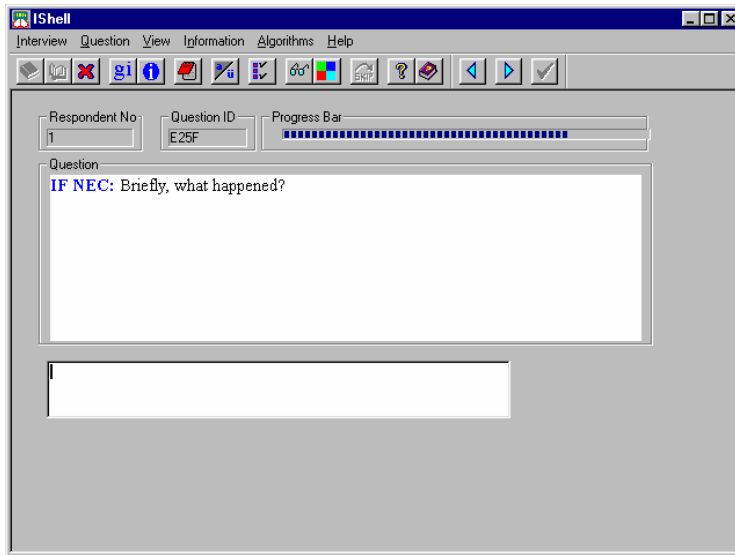 IShell
Interview Question View Information Algorithms Help
gi i a/ü SKIP ?
Respondent No Question ID Progress Bar
1 E25F
Question
IF NEC: Briefly, what happened?